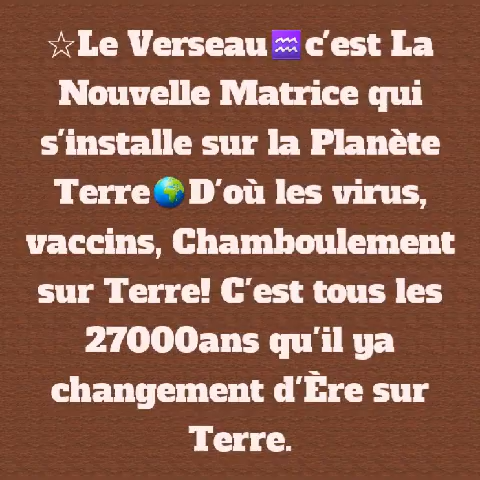 ☆Le Verseau♒c'est La
Nouvelle Matrice qui
s'installe sur la Planète
Terre🌍D'où les virus,
vaccins, Chamboulement
sur Terre! C'est tous les
27000ans qu'il ya
changement d'Ère sur
Terre.